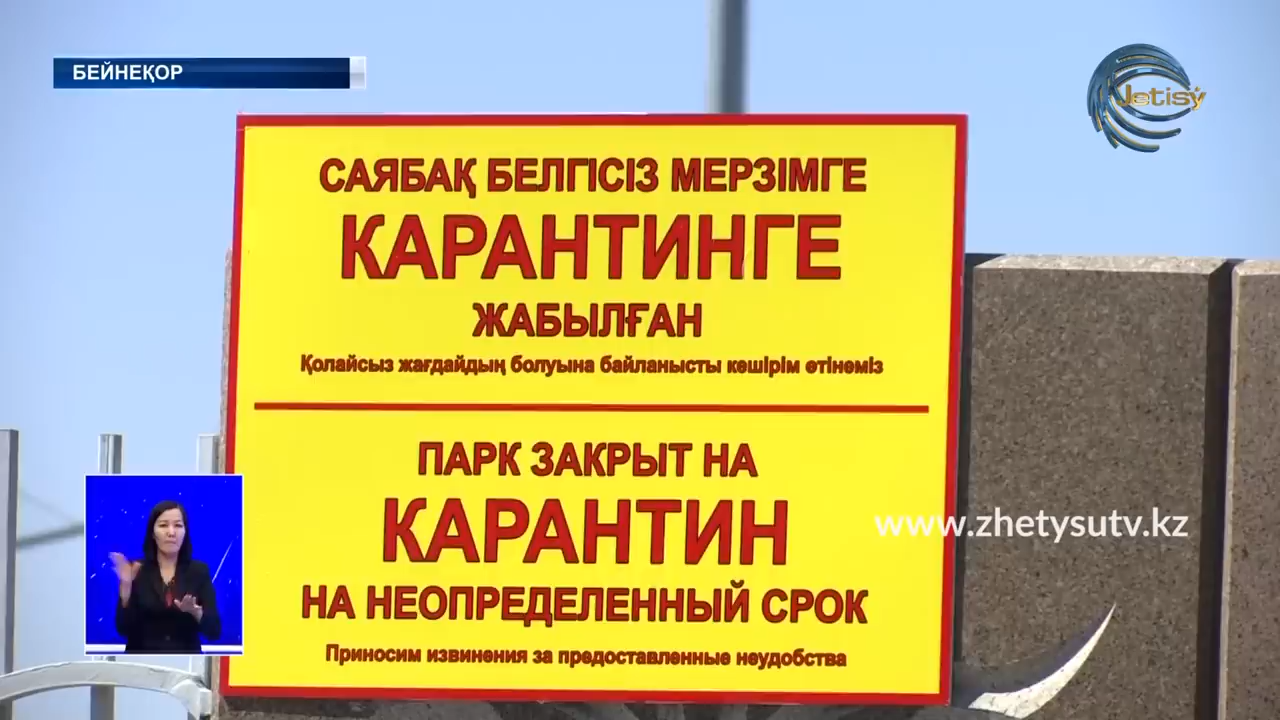 БЕЙНЕҚОР
Jetisý
САЯБАҚ БЕЛГІСІЗ МЕРЗІМГЕ
КАРАНТИНГЕ
ЖАБЫЛҒАН
Қолайсыз жағдайдың болуына байланысты кешірім өтінеміз
ПАРК ЗАКРЫТ НА
КАРАНТИН
НА НЕОПРЕДЕЛЕННЫЙ СРОК
Приносим извинения за предоставленные неудобства
www.zhetysutv.kz